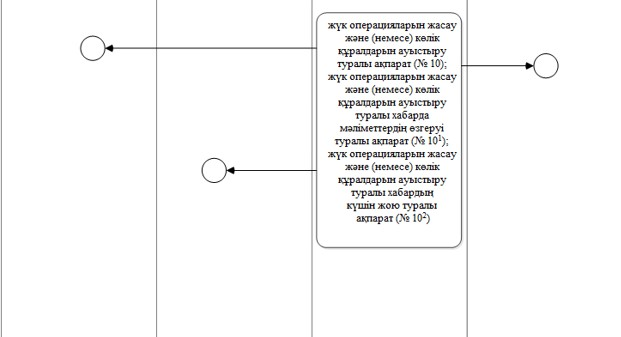 жүк операцияларын жасау
және (немесе) көлік
құралдарын ауыстыру
туралы ақпарат (№ 10);
жүк операцияларын жасау
және (немесе) көлік
құралдарын ауыстыру
туралы хабарда
мәліметтердің өзгеруі
туралы ақпарат (№ 10¹);
жүк операцияларын жасау
және (немесе) көлік
құралдарын ауыстыру
туралы хабардың
күшін жою туралы
ақпарат (№ 10²)